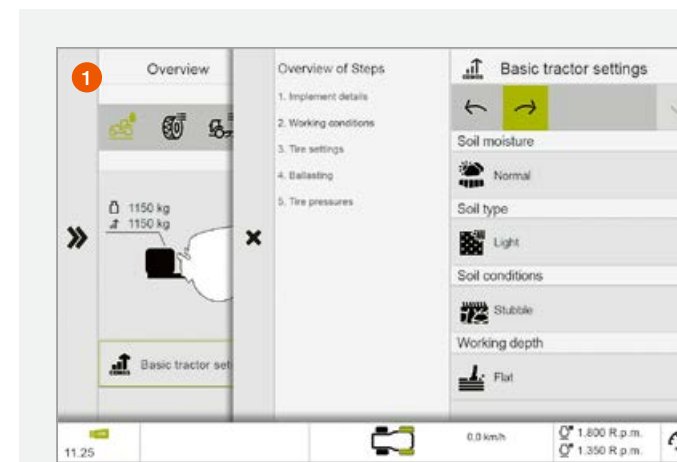 1
Overview
1150 kg
1150 kg
Basic tractor set
Overview of Steps
1. Implement details
2. Working conditions
3. Tire settings
4. Ballasting
5. Tire pressures
CEMOS
Basic tractor settings
Soil moisture
Normal
Soil type
Light
Soil conditions
Stubble
Working depth
Flat
11.25
0,0 km/h
1.800 R.p.m.
1.350 R.p.m.